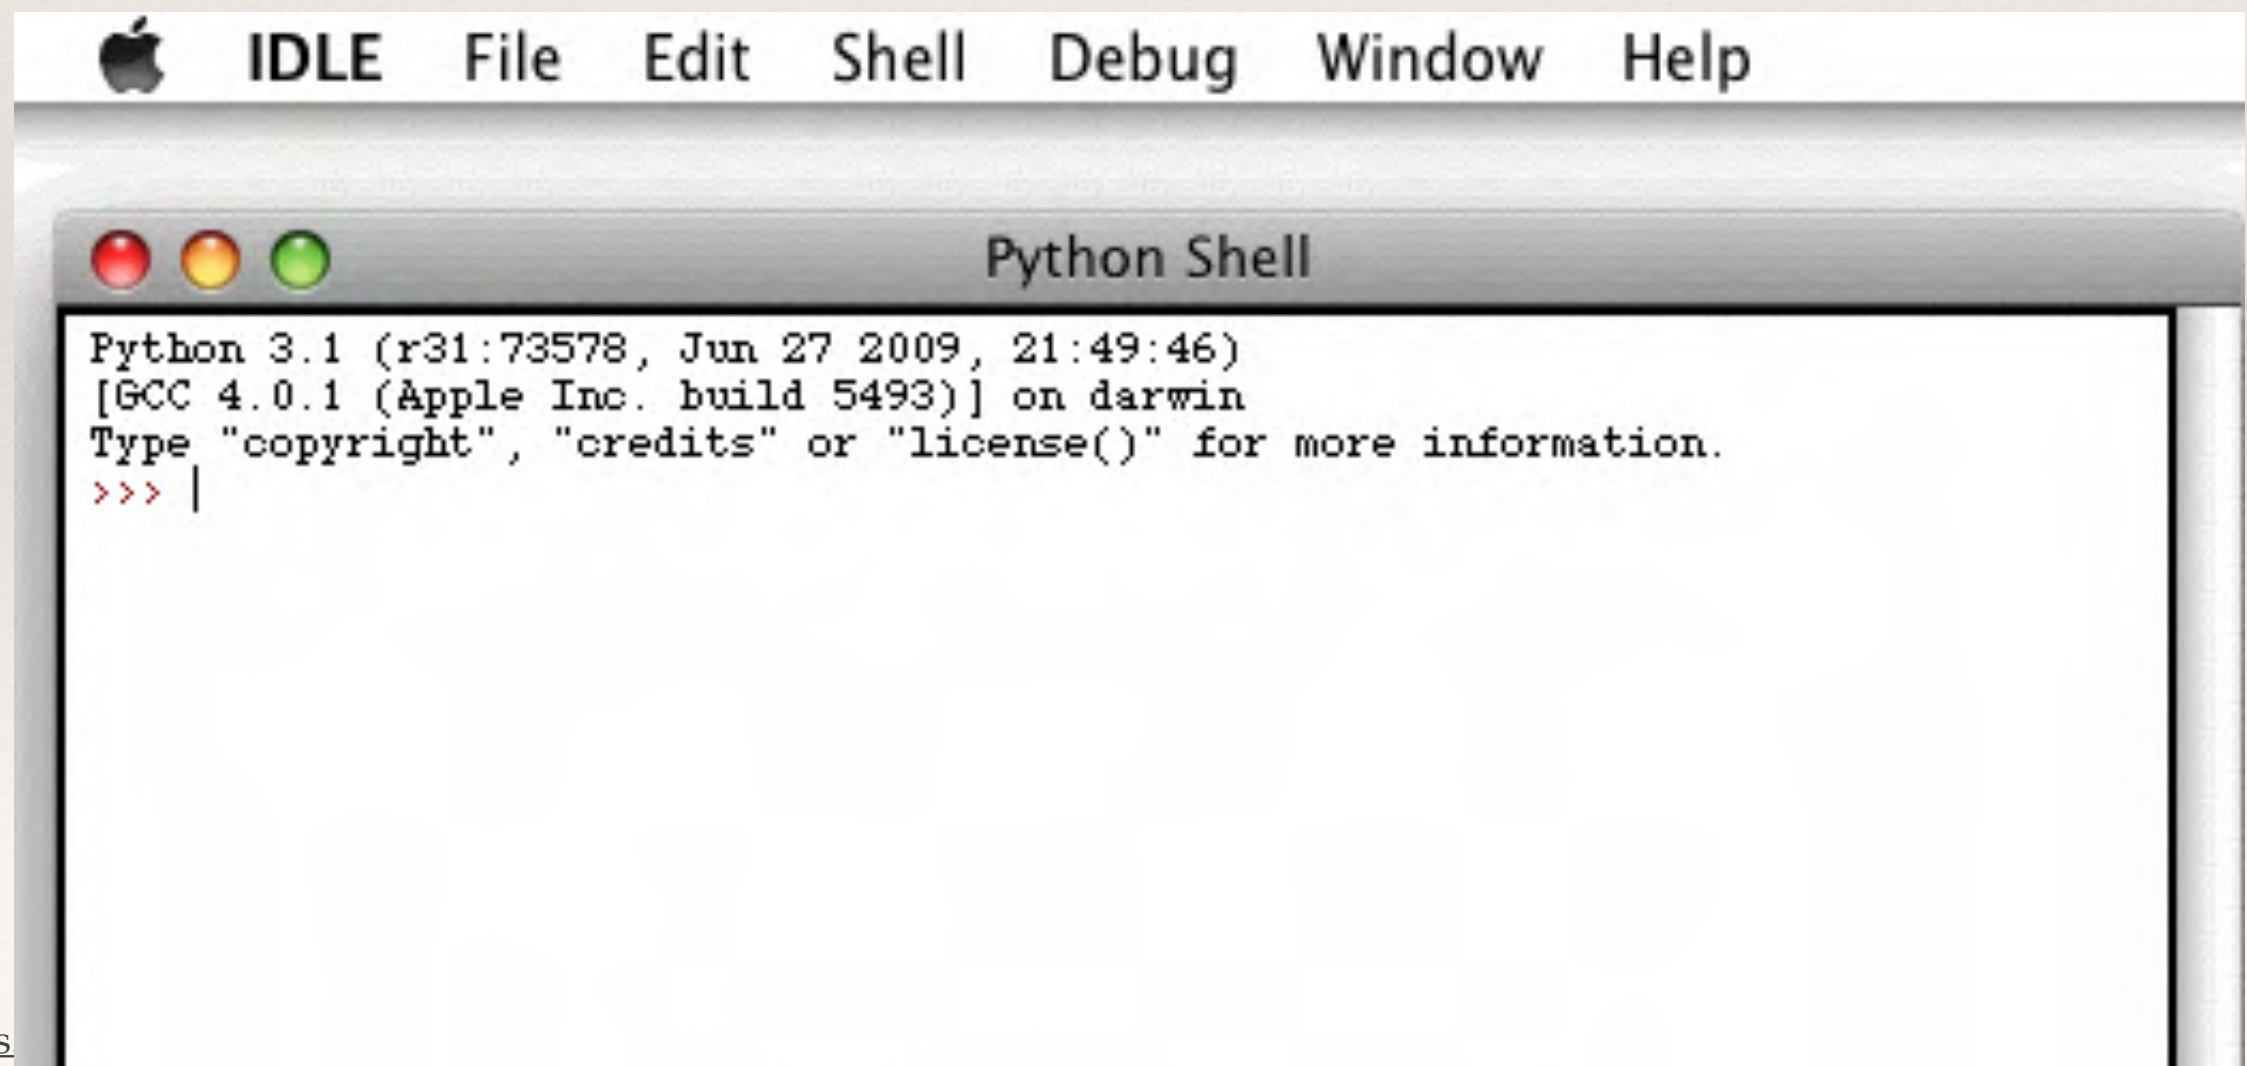 IDLE File Edit Shell Debug Window Help
Python Shell
Python 3.1 (r31:73578, Jun 27 2009, 21:49:46)
[GCC 4.0.1 (Apple Inc. build 5493)] on darwin
Type "copyright", "credits" or "license()" for more information.
>>>
s